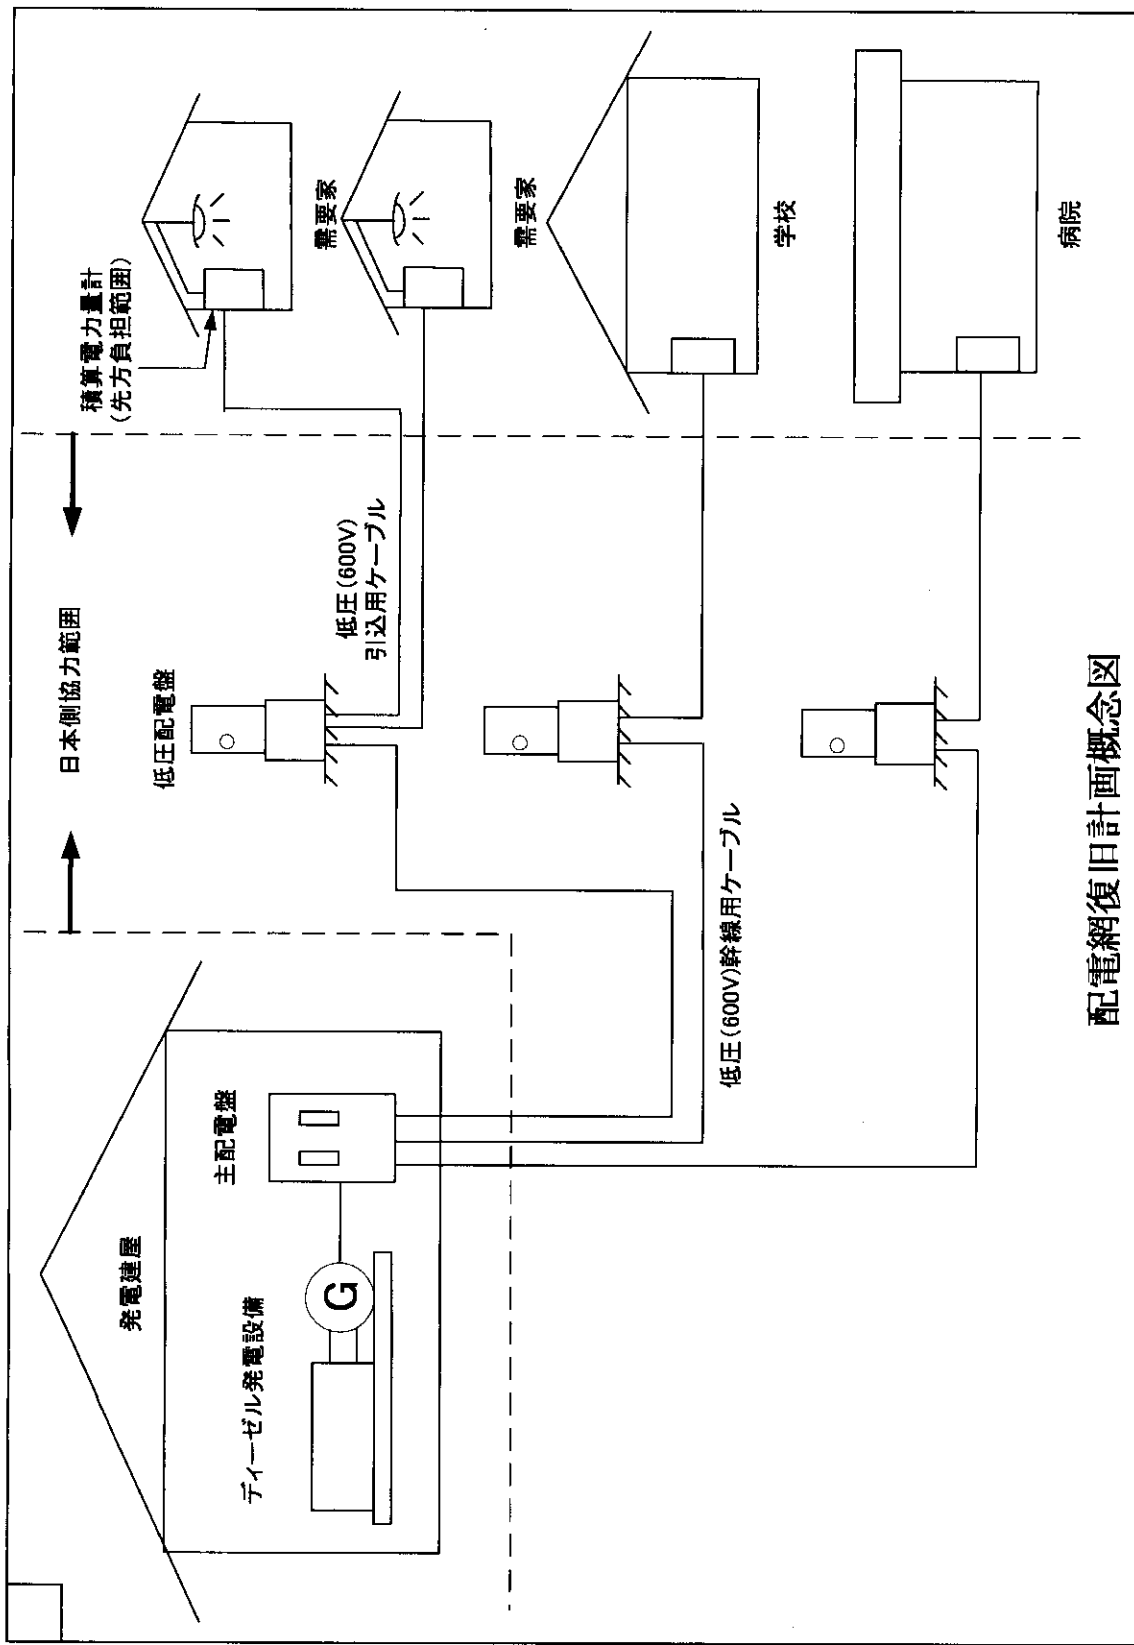 発電建屋
ディーゼル発電設備
G
主配電盤
日本側協力範囲
低圧配電盤
低圧(600V)
引込用ケーブル
低圧(600V)幹線用ケーブル
積算電力量計
(先方負担範囲)
需要家
需要家
学校
病院
配電網復旧計画概念図